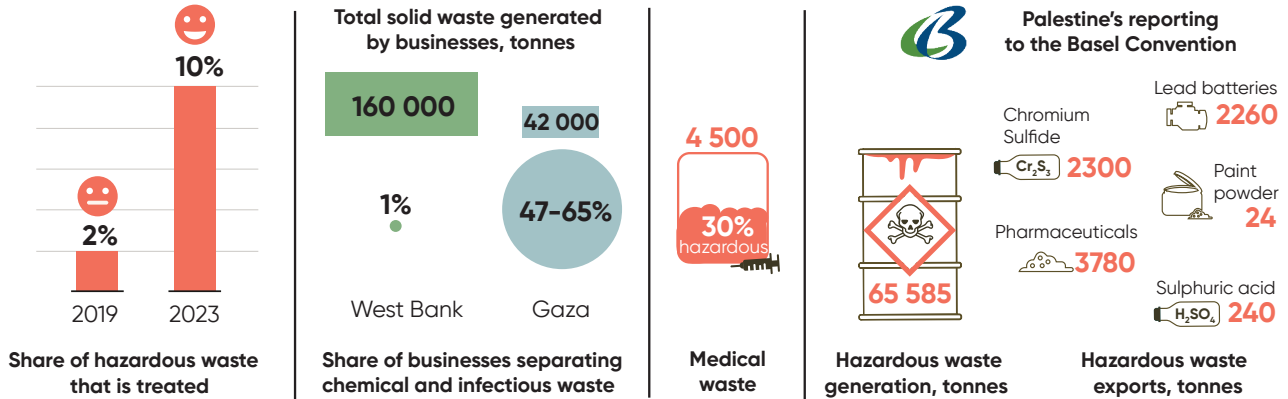 10%
2%
2019
2023
Share of hazardous waste
that is treated
Total solid waste generated
by businesses, tonnes
160 000
42 000
1%
47-65%
West Bank
Gaza
Share of businesses separating
chemical and infectious waste
4 500
30%
hazardous
Medical
waste
Palestine’s reporting
to the Basel Convention
65 585
Hazardous waste
generation, tonnes
Chromium
Sulfide
Cr₂S₃
2300
Pharmaceuticals
3780
Lead batteries
2260
Paint
powder
24
Sulphuric acid
H₂SO₄
240
Hazardous waste
exports, tonnes